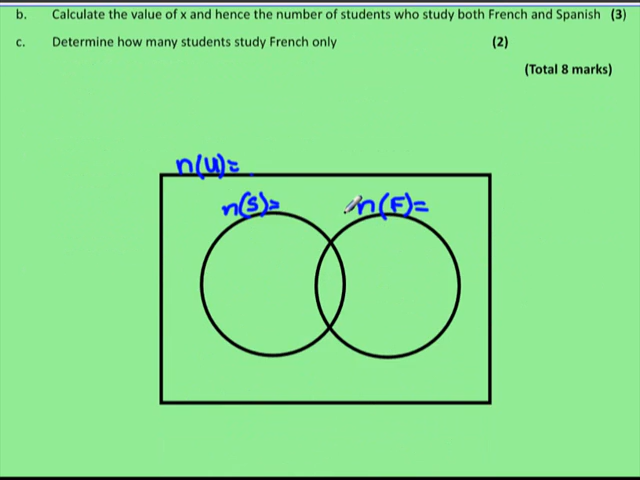 b. Calculate the value of x and hence the number of students who study both French and Spanish (3)
c. Determine how many students study French only (2)
(Total 8 marks)
n(U)=
n(S)= n(F)=